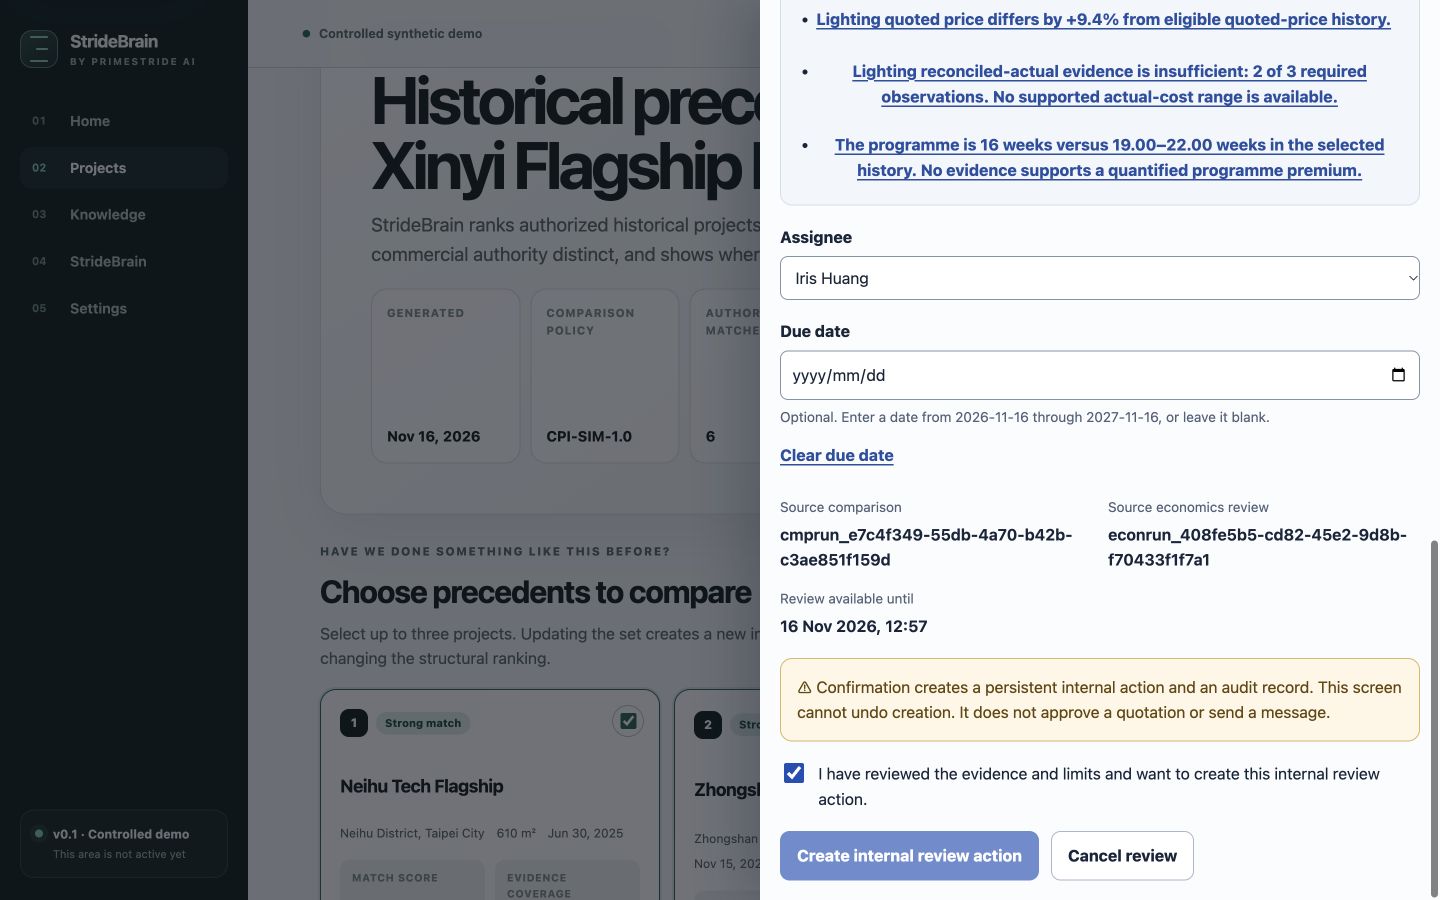 StrideBrain
BY PRIMESTRIDE AI
01 Home
02 Projects
03 Knowledge
04 StrideBrain
05 Settings
v0.1 · Controlled demo
This area is not active yet
Controlled synthetic demo
Historical prece
Xinyi Flagship
StrideBrain ranks authorized historical projects
commercial authority distinct, and shows wher
GENERATED
Nov 16, 2026
COMPARISON
POLICY
CPI-SIM-1.0
AUTHOR
MATCHE
6
HAVE WE DONE SOMETHING LIKE THIS BEFORE?
Choose precedents to compare
Select up to three projects. Updating the set creates a new in
changing the structural ranking.
1 Strong match
Neihu Tech Flagship
Neihu District, Taipei City 610 m² Jun 30, 2025
MATCH SCORE
EVIDENCE
COVERAGE
2 Stro
Zhongsh
Zhongshan
Nov 15, 202
• Lighting quoted price differs by +9.4% from eligible quoted-price history.
• Lighting reconciled-actual evidence is insufficient: 2 of 3 required
observations. No supported actual-cost range is available.
• The programme is 16 weeks versus 19.00–22.00 weeks in the selected
history. No evidence supports a quantified programme premium.
Assignee
Iris Huang
Due date
yyyy/mm/dd
Optional. Enter a date from 2026-11-16 through 2027-11-16, or leave it blank.
Clear due date
Source comparison
cmprun_e7c4f349-55db-4a70-b42b-
c3ae851f159d
Source economics review
econrun_408fe5b5-cd82-45e2-9d8b-
f70433f1f7a1
Review available until
16 Nov 2026, 12:57
⚠ Confirmation creates a persistent internal action and an audit record. This screen
cannot undo creation. It does not approve a quotation or send a message.
I have reviewed the evidence and limits and want to create this internal review
action.
Create internal review action
Cancel review